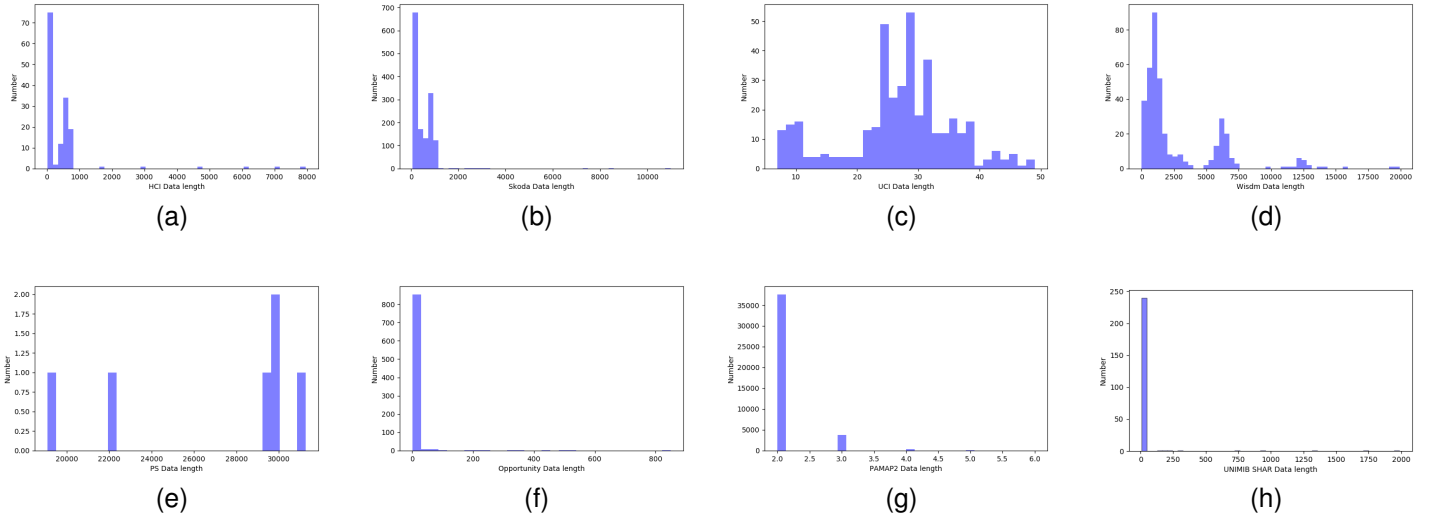 70
60
50
40
30
20
10
0
Number
0 1000 2000 3000 4000 5000 6000 7000 8000
HCI Data length
(a)
700
600
500
400
300
200
100
0
Number
0 2000 4000 6000 8000 10000
Skoda Data length
(b)
50
40
30
20
10
0
Number
10 20 30 40 50
UCI Data length
(c)
80
60
40
20
0
Number
0 2500 5000 7500 10000 12500 15000 17500 20000
Wisdm Data length
(d)
2.00
1.75
1.50
1.25
1.00
0.75
0.50
0.25
0.00
Number
20000 22000 24000 26000 28000 30000
PS Data length
(e)
800
700
600
500
400
300
200
100
0
Number
0 200 400 600 800
Opportunity Data length
(f)
35000
30000
25000
20000
15000
10000
5000
0
Number
2.0 2.5 3.0 3.5 4.0 4.5 5.0 5.5 6.0
PAMAP2 Data length
(g)
250
200
150
100
50
0
Number
0 250 500 750 1000 1250 1500 1750 2000
UNIMIB SHAR Data length
(h)